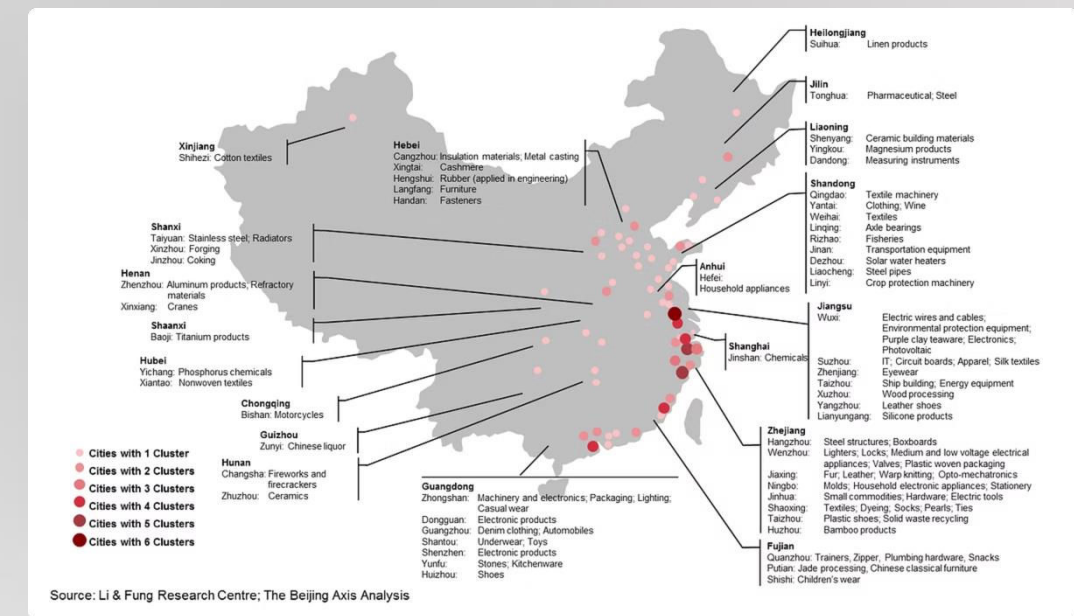 Heilongjiang
Suihua: Linen products
Jilin
Tonghua: Pharmaceutical; Steel
Liaoning
Shenyang: Ceramic building materials
Yingkou: Magnesium products
Dandong: Measuring instruments
Xinjiang
Shihezi: Cotton textiles
Hebei
Cangzhou: Insulation materials; Metal casting
Xingtai: Cashmere
Hengshui: Rubber (applied in engineering)
Langfang: Furniture
Handan: Fasteners
Shandong
Qingdao: Textile machinery
Yantai: Clothing; Wine
Weihai: Textiles
Linqing: Axle bearings
Rizhao: Fisheries
Jinan: Transportation equipment
Dezhou: Solar water heaters
Liaocheng: Steel pipes
Linyi: Crop protection machinery
Shanxi
Taiyuan: Stainless steel; Radiators
Xinzhou: Forging
Jinzhou: Coking
Henan
Zhenzhou: Aluminum products; Refractory
materials
Xinxiang: Cranes
Shaanxi
Baoji: Titanium products
Anhui
Hefei:
Household appliances
Jiangsu
Wuxi: Electric wires and cables;
Environmental protection equipment;
Purple clay teaware; Electronics;
Photovoltaic
Suzhou: IT; Circuit boards; Apparel; Silk textiles
Zhenjiang: Eyewear
Taizhou: Ship building; Energy equipment
Xuzhou: Wood processing
Yangzhou: Leather shoes
Lianyungang: Silicone products
Shanghai
Jinshan: Chemicals
Hubei
Yichang: Phosphorus chemicals
Xiantao: Nonwoven textiles
Chongqing
Bishan: Motorcycles
Guizhou
Zunyi: Chinese liquor
Hunan
Changsha: Fireworks and
firecrackers
Zhuzhou: Ceramics
Zhejiang
Hangzhou: Steel structures; Boxboards
Wenzhou: Lighters; Locks; Medium and low voltage electrical
appliances; Valves; Plastic woven packaging
Jiaxing: Fur; Leather; Warp knitting; Opto-mechatronics
Ningbo: Molds; Household electronic appliances; Stationery
Jinhua: Small commodities; Hardware; Electric tools
Shaoxing: Textiles; Dyeing; Socks; Pearls; Ties
Taizhou: Plastic shoes; Solid waste recycling
Huzhou: Bamboo products
Cities with 1 Cluster
Cities with 2 Clusters
Cities with 3 Clusters
Cities with 4 Clusters
Cities with 5 Clusters
Cities with 6 Clusters
Guangdong
Zhongshan: Machinery and electronics; Packaging; Lighting;
Casual wear
Dongguan: Electronic products
Guangzhou: Denim clothing; Automobiles
Shantou: Underwear; Toys
Shenzhen: Electronic products
Yunfu: Stones; Kitchenware
Huizhou: Shoes
Fujian
Quanzhou: Trainers, Zipper, Plumbing hardware, Snacks
Putian: Jade processing, Chinese classical furniture
Shishi: Children's wear
Source: Li & Fung Research Centre; The Beijing Axis Analysis